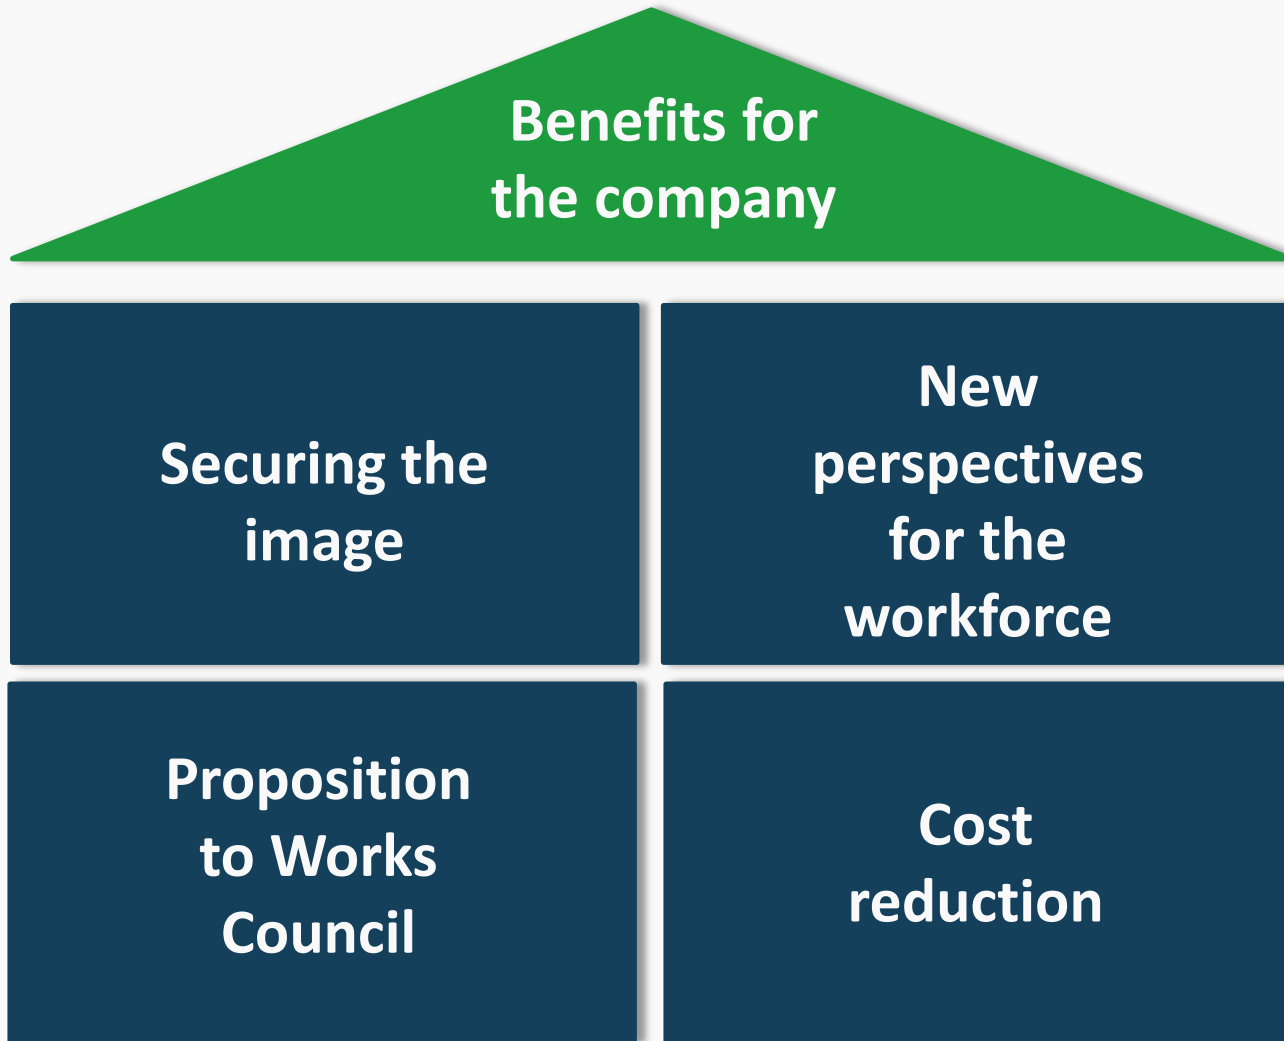 Benefits for
the company
Securing the
image
New
perspectives
for the
workforce
Proposition
to Works
Council
Cost
reduction